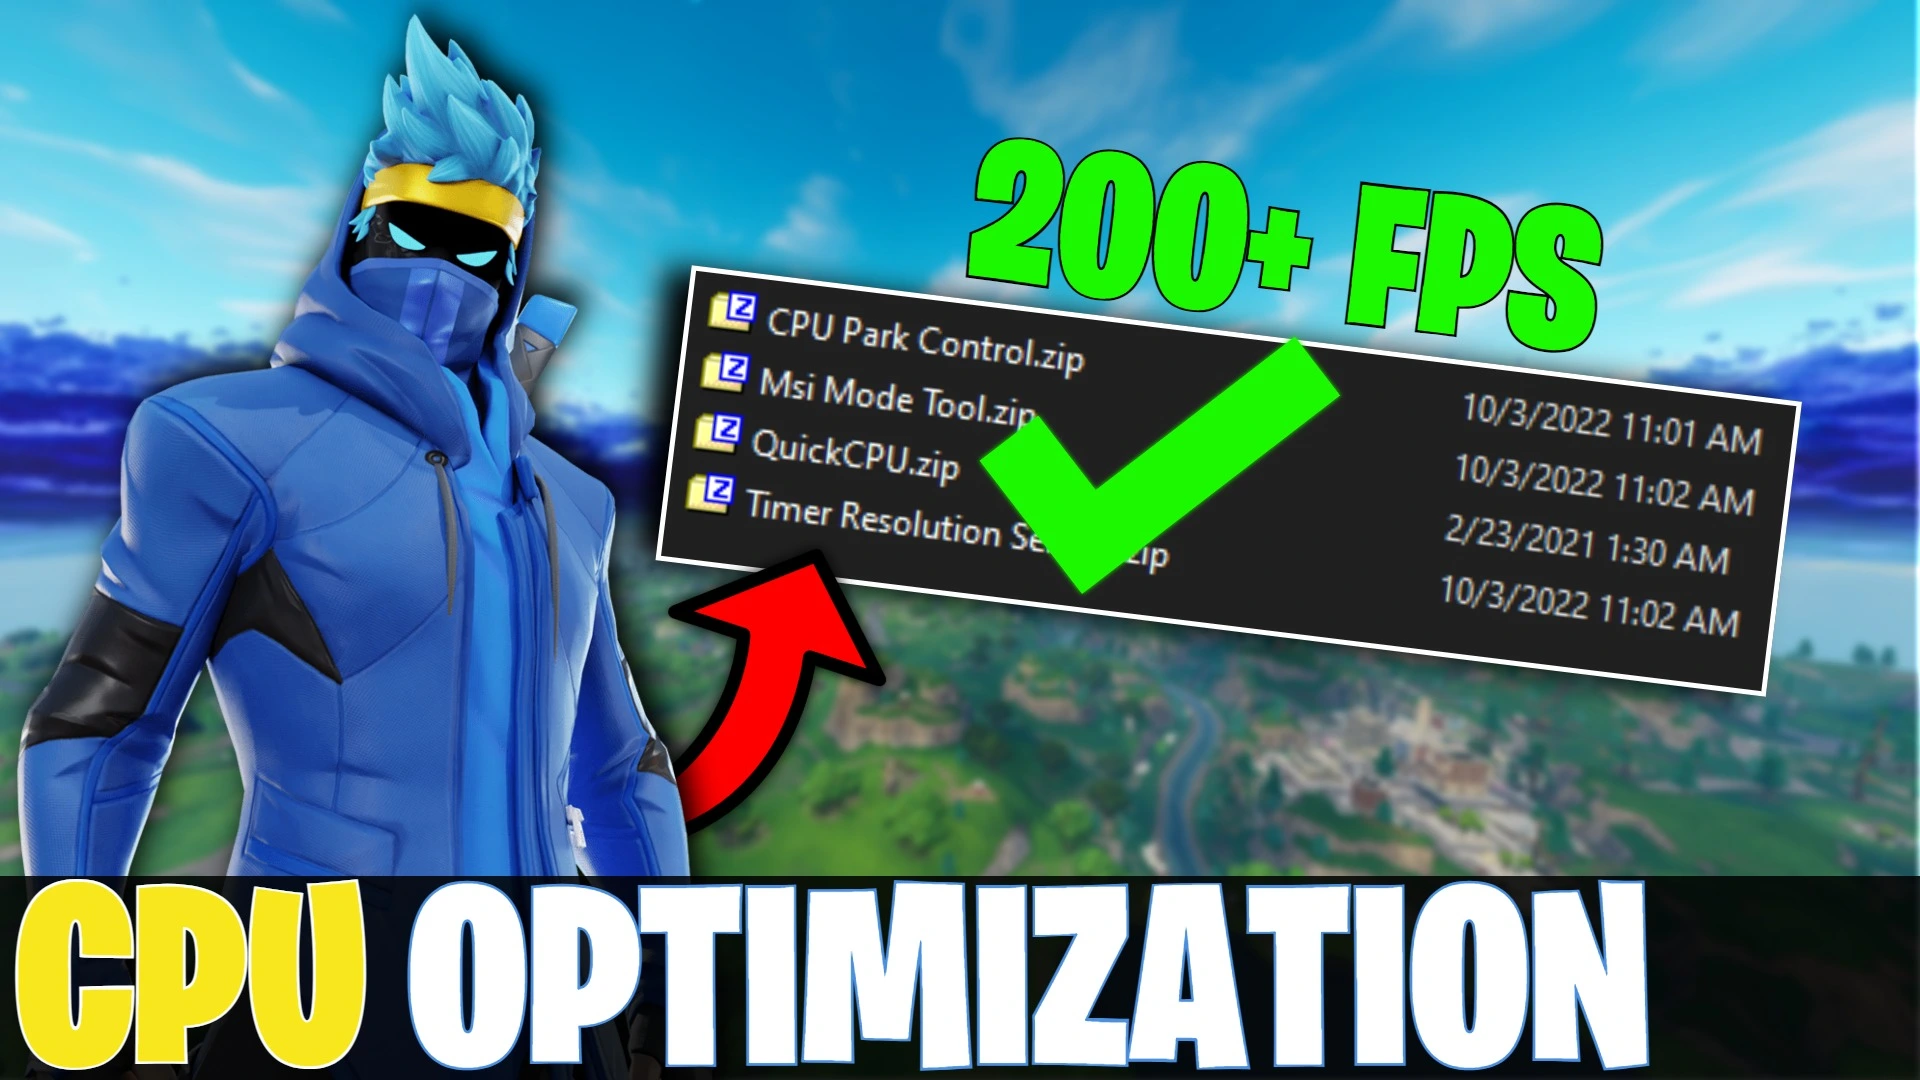 200+ FPS
CPU Park Control.zip 10/3/2022 11:01 AM
Msi Mode Tool.zip 10/3/2022 11:02 AM
QuickCPU.zip 2/23/2021 1:30 AM
Timer Resolution 10/3/2022 11:02 AM
CPU OPTIMIZATION